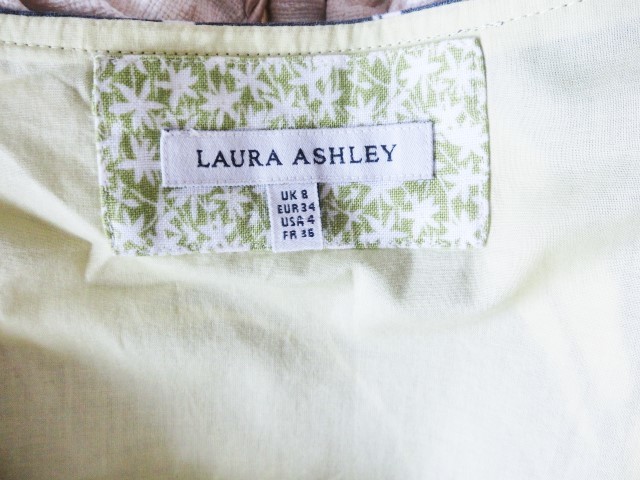 LAURA ASHLEY
UK 8
EUR 34
USA 4
FR 36